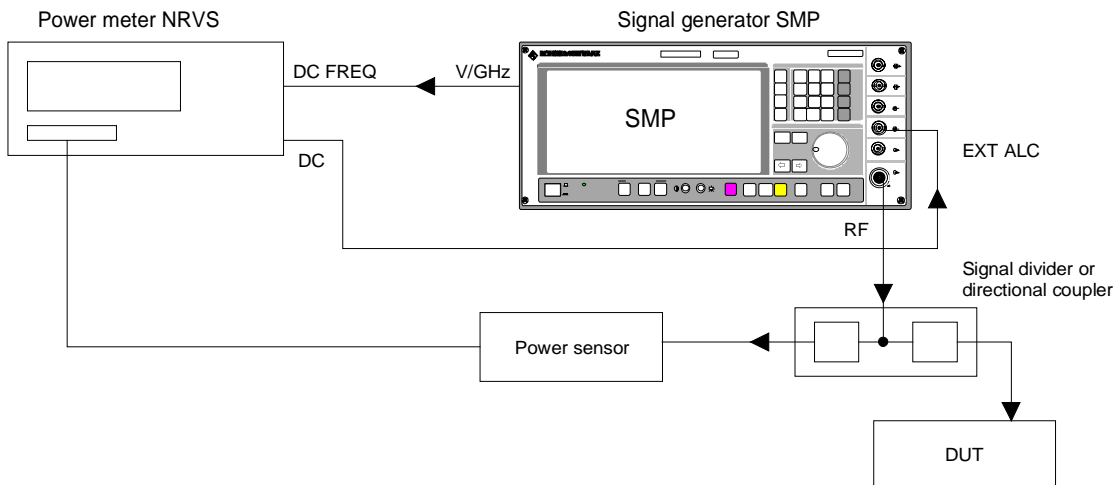 Power meter NRVS
Signal generator SMP
DC FREQ
V/GHz
SMP
DC
EXT ALC
RF
Signal divider or
directional coupler
Power sensor
DUT